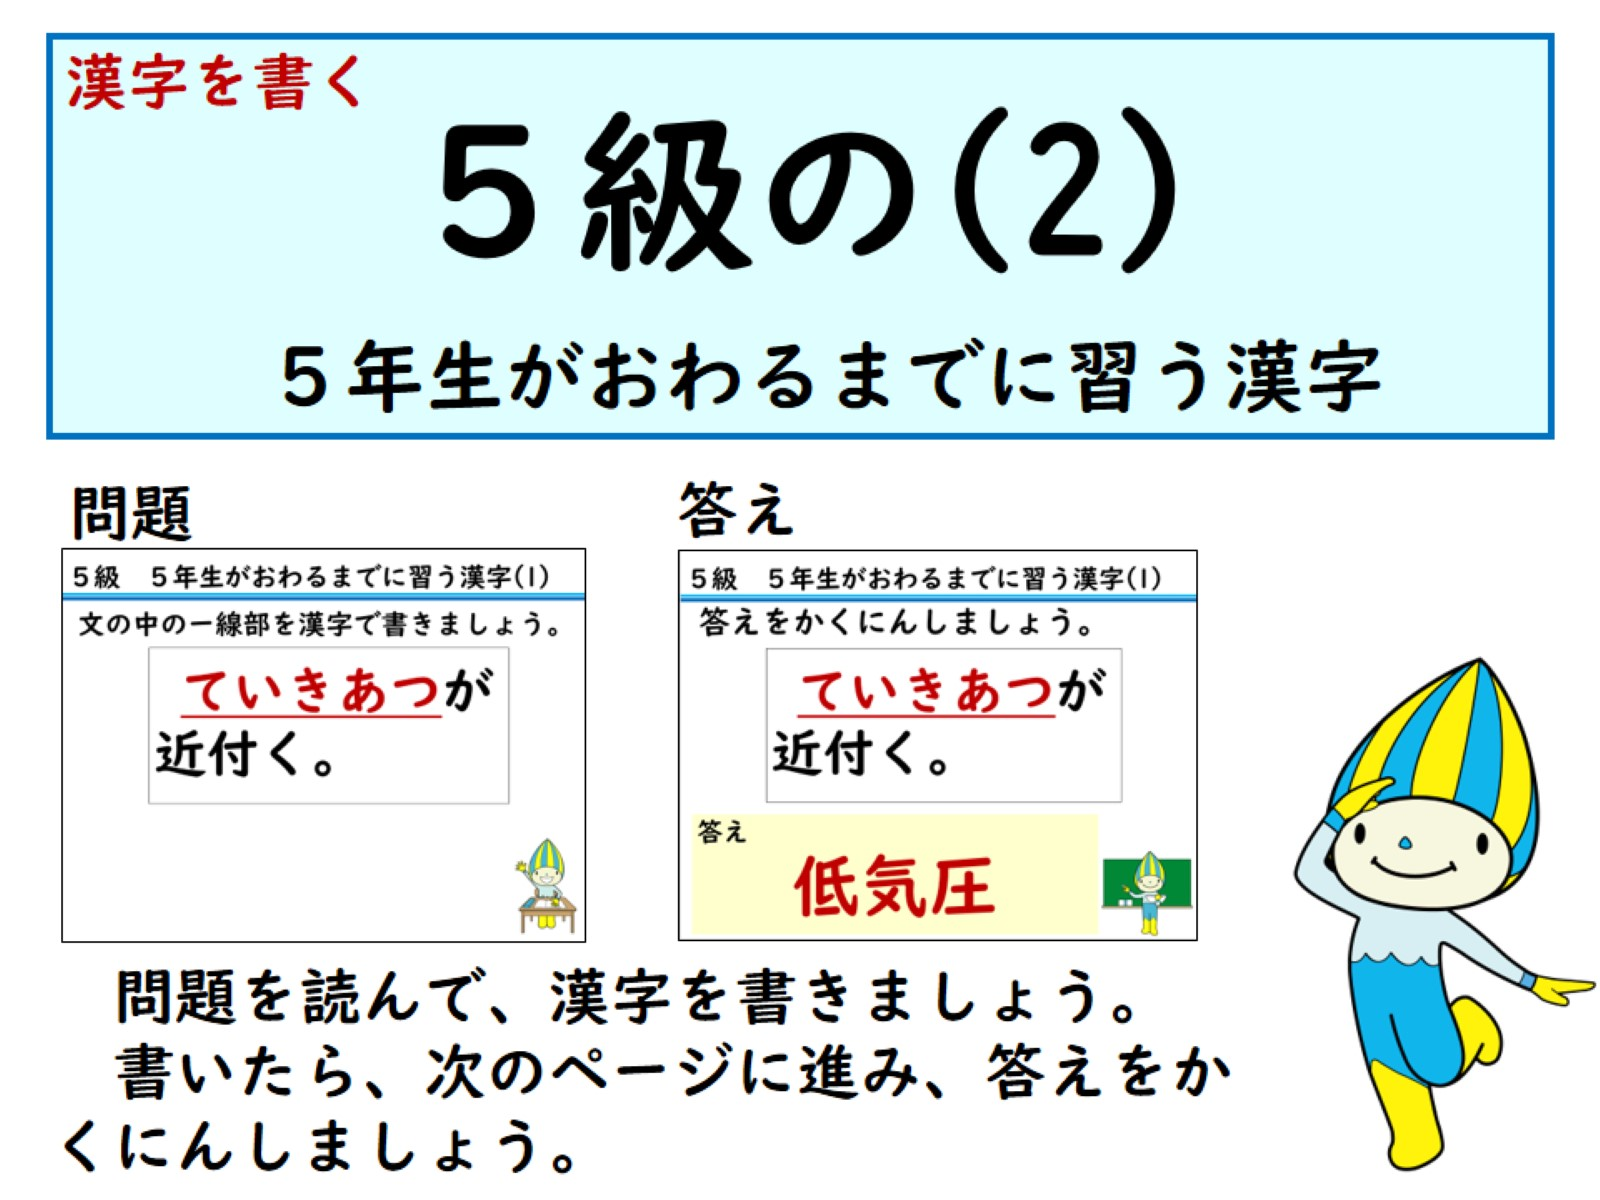 漢字を書く
５級の(2)
５年生がおわるまでに習う漢字
問題
５級　５年生がおわるまでに習う漢字(1)
文の中の－線部を漢字で書きましょう。
ていきあつが
近付く。
答え
５級　５年生がおわるまでに習う漢字(1)
答えをかくにんしましょう。
ていきあつが
近付く。
答え
低気圧
問題を読んで、漢字を書きましょう。
書いたら、次のページに進み、答えをか
くにんしましょう。